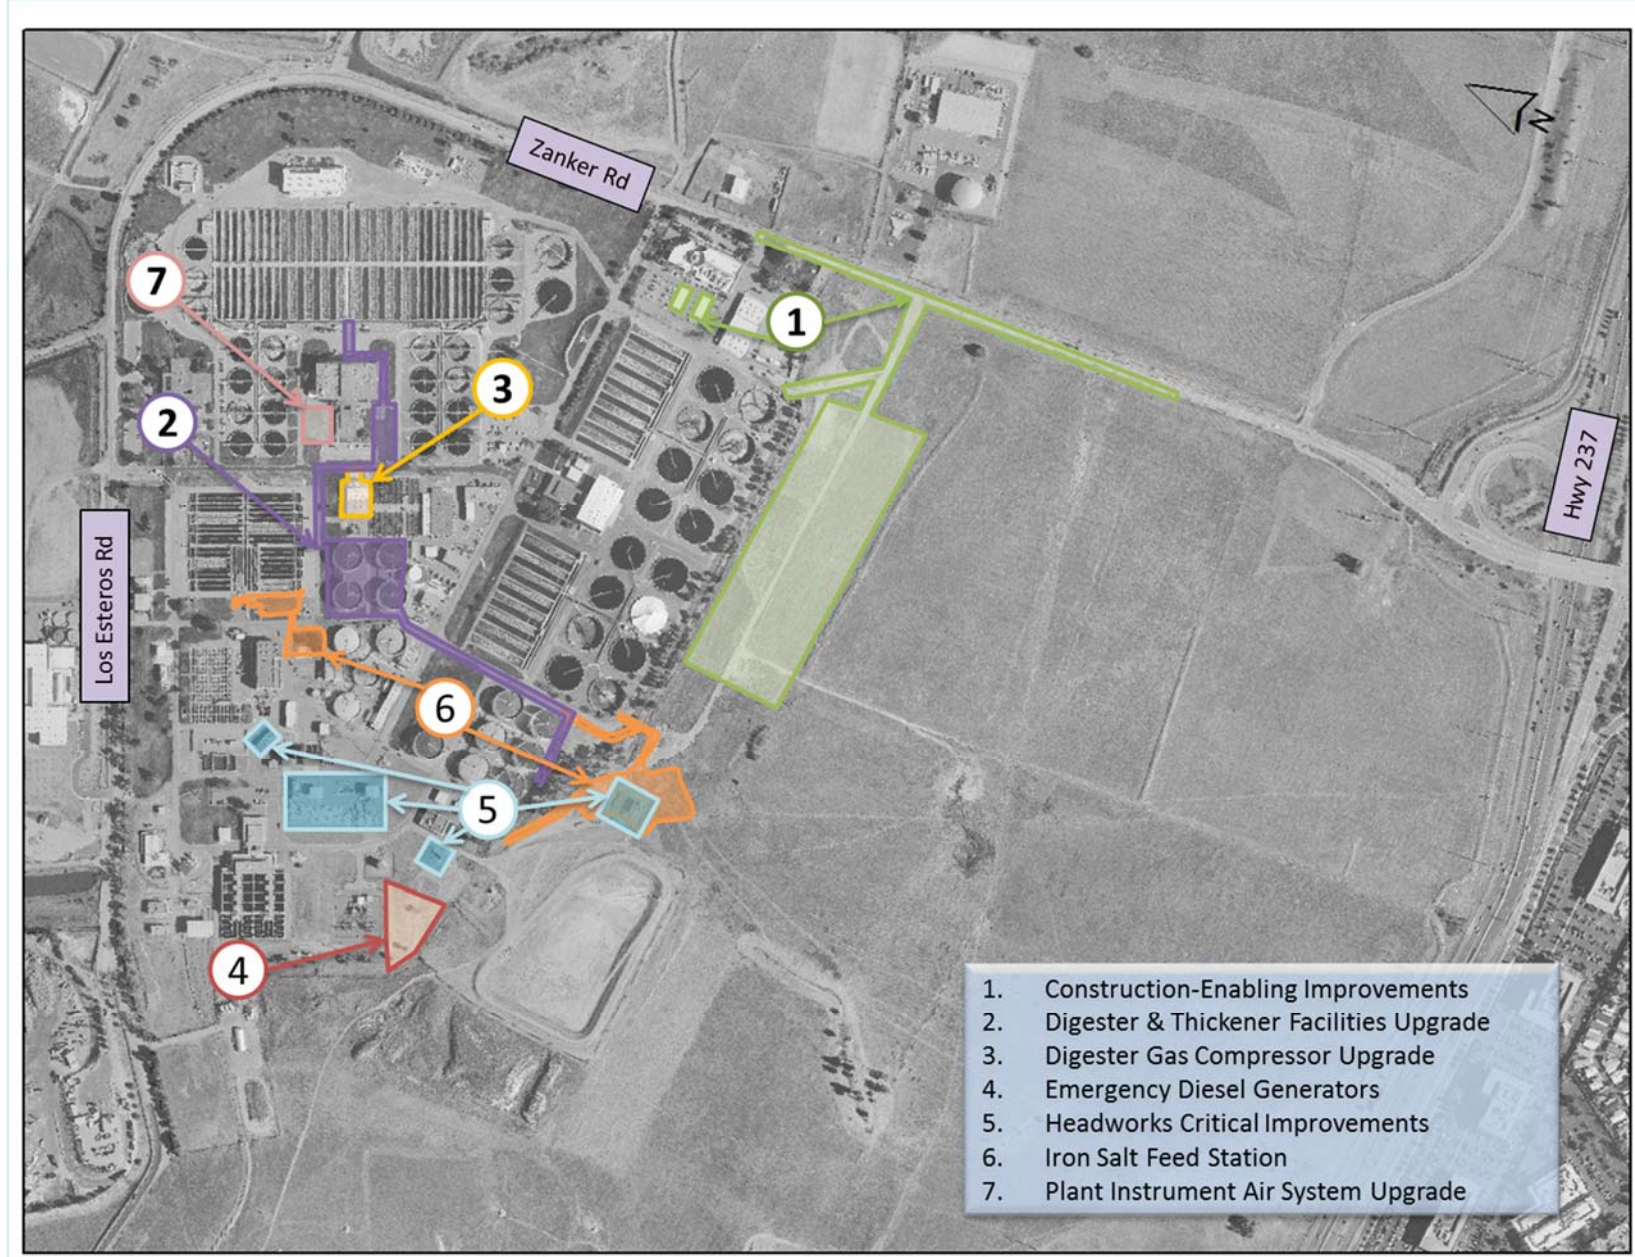 Zanker Rd
N
7
1
3
2
Hwy 237
Los Esteros Rd
6
5
4
1. Construction-Enabling Improvements
2. Digester & Thickener Facilities Upgrade
3. Digester Gas Compressor Upgrade
4. Emergency Diesel Generators
5. Headworks Critical Improvements
6. Iron Salt Feed Station
7. Plant Instrument Air System Upgrade